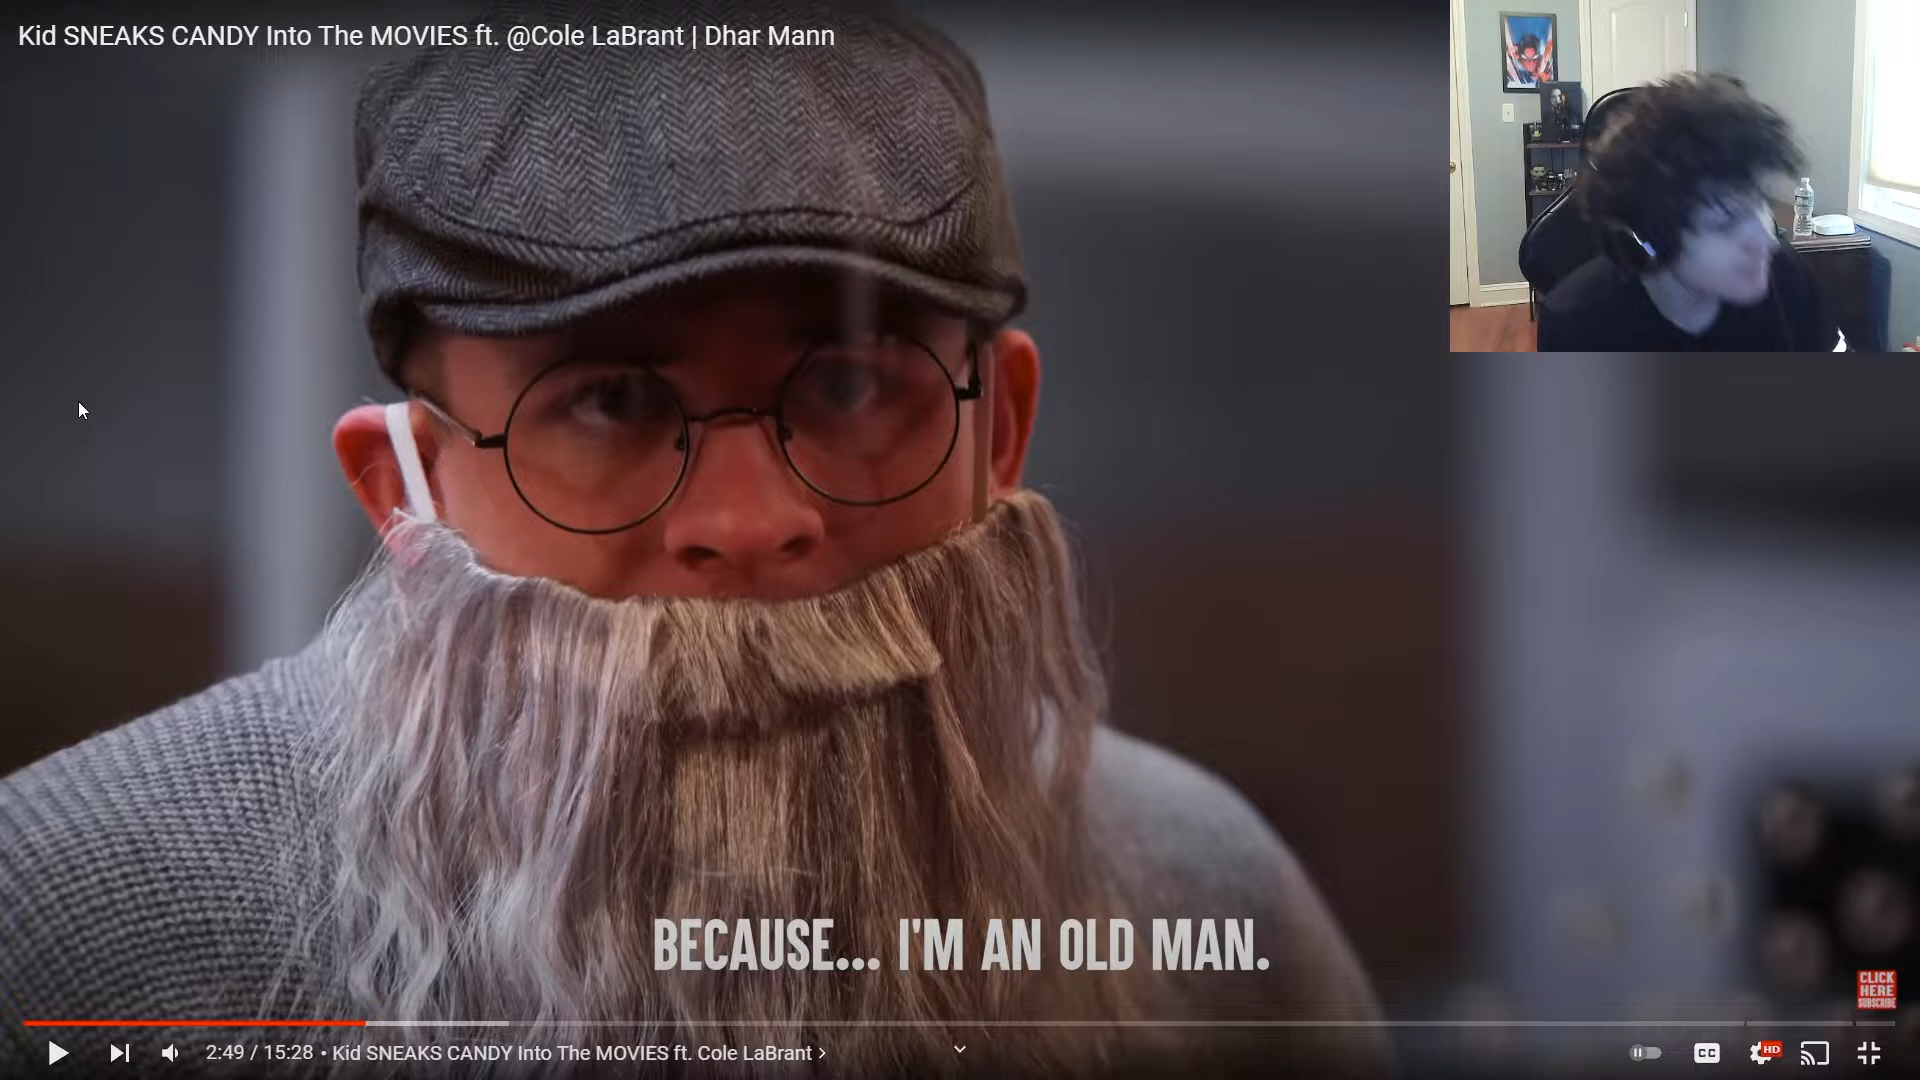 Kid SNEAKS CANDY Into The MOVIES ft. @Cole LaBrant | Dhar Mann
BECAUSE... I'M AN OLD MAN.
CLICK
HERE
SUBSCRIBE
2:49 / 15:28 • Kid SNEAKS CANDY Into The MOVIES ft. Cole LaBrant >
CC
HD